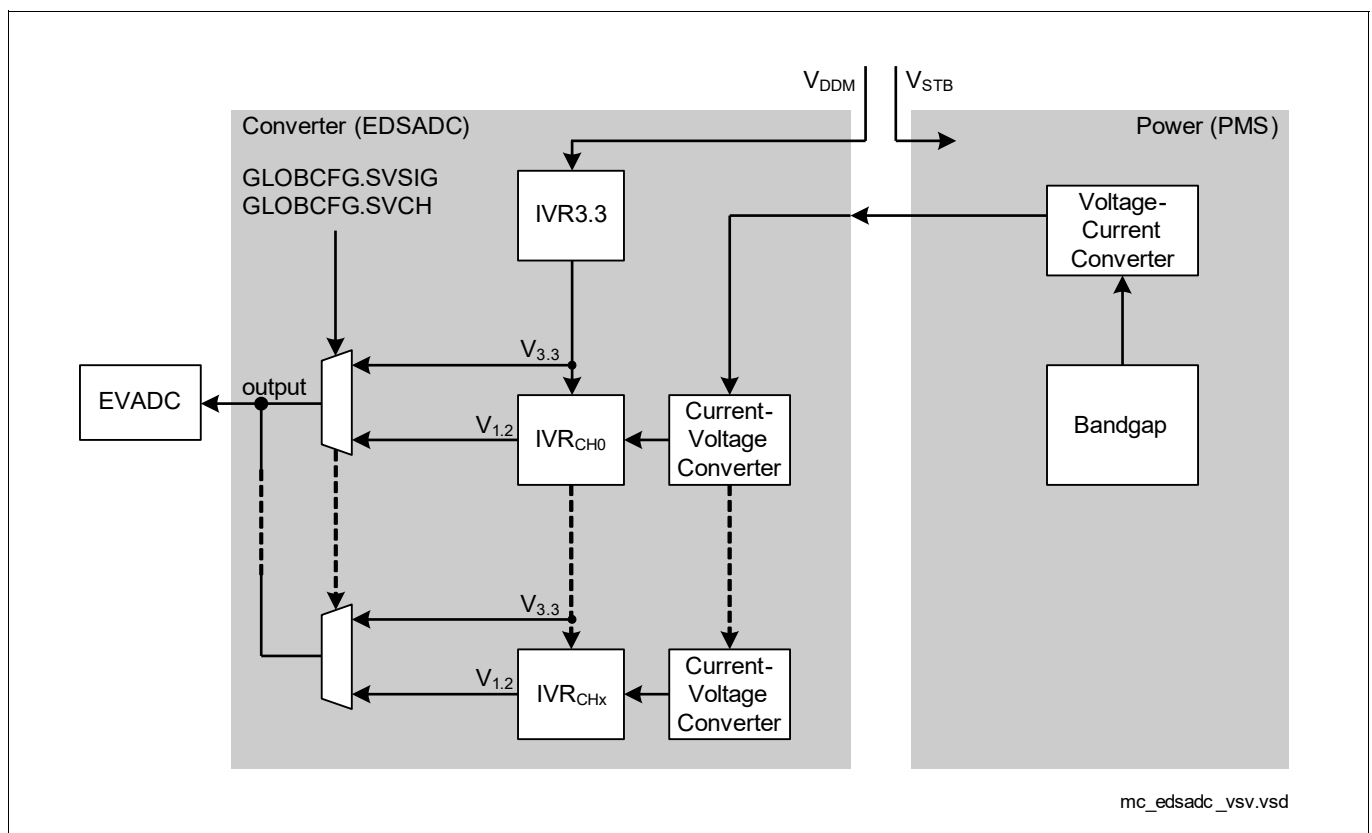 V_DDM V_STB
Converter (EDSADC)
Power (PMS)
GLOBCFG.SVSIG
GLOBCFG.SVCH
IVR3.3
Voltage-
Current
Converter
V_3.3
EVADC
output
V_1.2
IVR_CH0
Current-
Voltage
Converter
Bandgap
V_3.3
V_1.2
IVR_CHx
Current-
Voltage
Converter
mc_edsadc_vsv.vsd